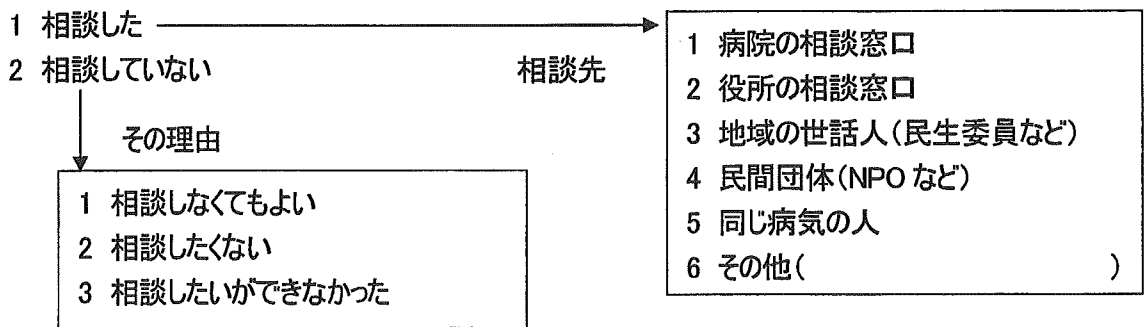 1 相談した
2 相談していない
相談先
1 病院の相談窓口
2 役所の相談窓口
3 地域の世話人（民生委員など）
4 民間団体（NPO など）
5 同じ病気の人
6 その他（ ）
その理由
1 相談しなくてもよい
2 相談したくない
3 相談したいができなかった